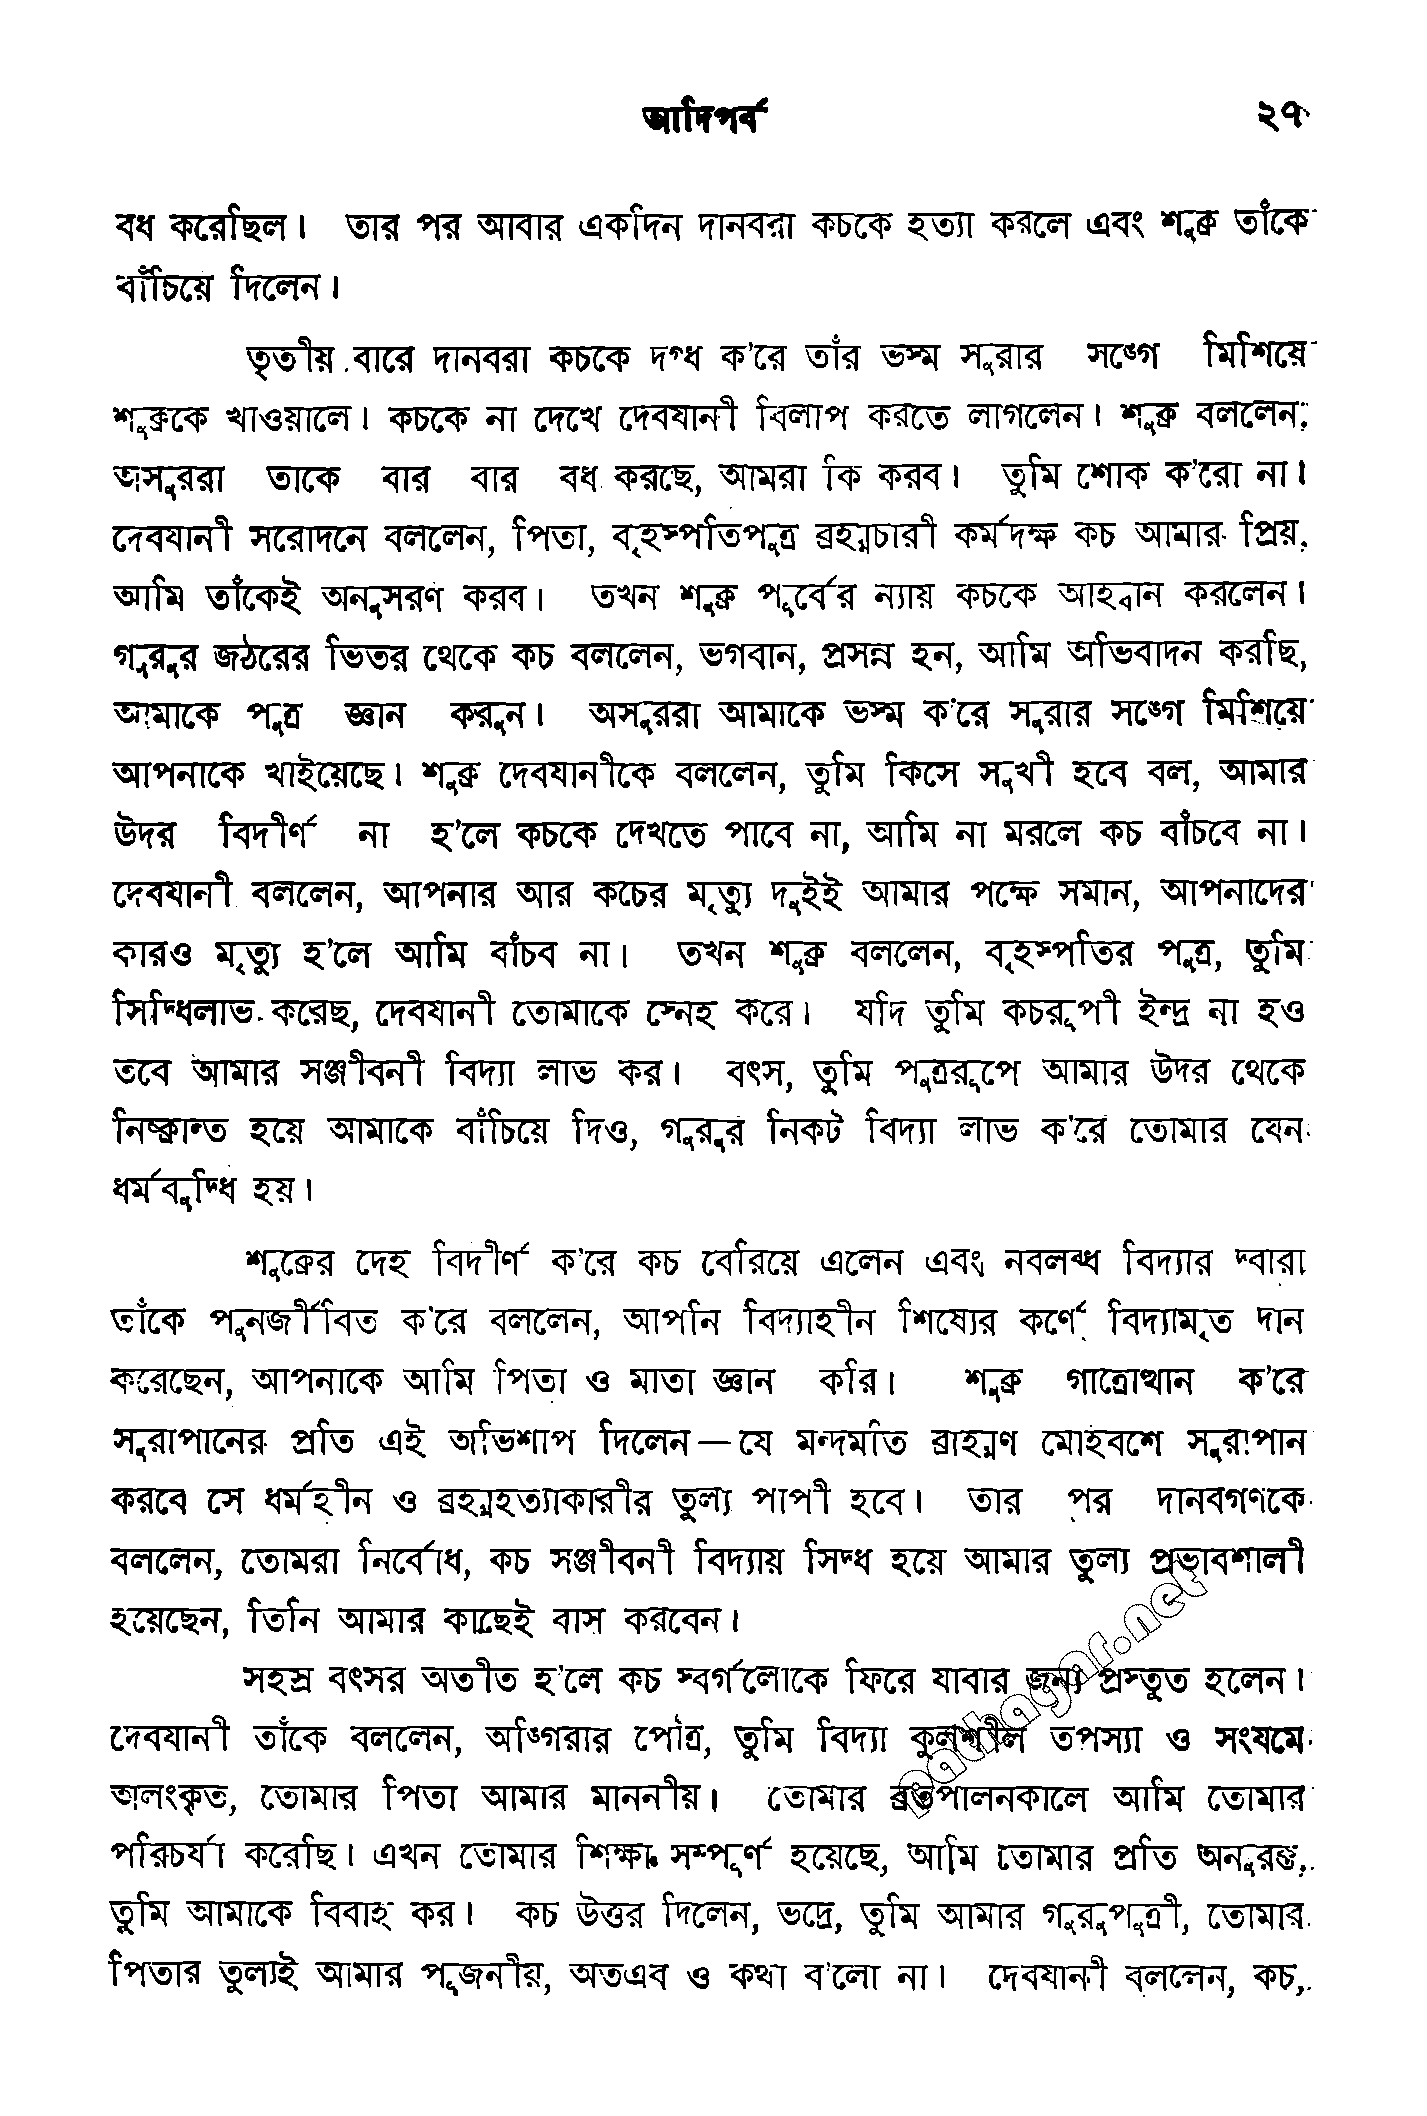 আদিপর্ব ২৭
বধ করেছিল। তার পর আবার একদিন দানবরা কচকে হত্যা করলে এবং শুক্র তাঁকে
বাঁচিয়ে দিলেন।
তৃতীয় বারে দানবরা কচকে দগ্ধ ক'রে তাঁর ভস্ম সুরার সঙ্গে মিশিয়ে
শুক্রকে খাওয়ালে। কচকে না দেখে দেবযানী বিলাপ করতে লাগলেন। শুক্র বললেন,
অসুররা তাকে বার বার বধ করছে, আমরা কি করব। তুমি শোক ক'রো না।
দেবযানী সরোদনে বললেন, পিতা, বৃহস্পতিপুত্র ব্রহ্মচারী কর্মদক্ষ কচ আমার প্রিয়,
আমি তাঁকেই অনুসরণ করব। তখন শুক্র পূর্বের ন্যায় কচকে আহ্বান করলেন।
গুরুর জঠরের ভিতর থেকে কচ বললেন, ভগবান, প্রসন্ন হন, আমি অভিবাদন করছি,
আমাকে পুত্র জ্ঞান করুন। অসুররা আমাকে ভস্ম ক'রে সুরার সঙ্গে মিশিয়ে
আপনাকে খাইয়েছে। শুক্র দেবযানীকে বললেন, তুমি কিসে সুখী হবে বল, আমার
উদর বিদীর্ণ না হ'লে কচকে দেখতে পাবে না, আমি না মরলে কচ বাঁচবে না।
দেবযানী বললেন, আপনার আর কচের মৃত্যু দুইই আমার পক্ষে সমান, আপনাদের
কারও মৃত্যু হ'লে আমি বাঁচব না। তখন শুক্র বললেন, বৃহস্পতির পুত্র, তুমি
সিদ্ধিলাভ করেছ, দেবযানী তোমাকে স্নেহ করে। যদি তুমি কচরূপী ইন্দ্র না হও
তবে আমার সঞ্জীবনী বিদ্যা লাভ কর। বৎস, তুমি পুত্ররূপে আমার উদর থেকে
নিষ্ক্রান্ত হয়ে আমাকে বাঁচিয়ে দিও, গুরুর নিকট বিদ্যা লাভ ক'রে তোমার যেন
ধর্মবুদ্ধি হয়।
শুক্রের দেহ বিদীর্ণ ক'রে কচ বেরিয়ে এলেন এবং নবলব্ধ বিদ্যার দ্বারা
তাঁকে পুনর্জীবিত ক'রে বললেন, আপনি বিদ্যাহীন শিষ্যের কর্ণে বিদ্যামৃত দান
করেছেন, আপনাকে আমি পিতা ও মাতা জ্ঞান করি। শুক্র গাত্রোত্থান ক'রে
সুরাপানের প্রতি এই অভিশাপ দিলেন—যে মন্দমতি ব্রাহ্মণ মোহবশে সুরাপান
করবে সে ধর্মহীন ও ব্রহ্মহত্যাকারীর তুল্য পাপী হবে। তার পর দানবগণকে
বললেন, তোমরা নির্বোধ, কচ সঞ্জীবনী বিদ্যায় সিদ্ধ হয়ে আমার তুল্য প্রভাবশালী
হয়েছেন, তিনি আমার কাছেই বাস করবেন।
সহস্র বৎসর অতীত হ'লে কচ স্বর্গলোকে ফিরে যাবার জন্য প্রস্তুত হলেন।
দেবযানী তাঁকে বললেন, অঙ্গিরার পৌত্র, তুমি বিদ্যা কুলশীল তপস্যা ও সংযমে
অলংকৃত, তোমার পিতা আমার মাননীয়। তোমার ব্রতপালনকালে আমি তোমার
পরিচর্যা করেছি। এখন তোমার শিক্ষা সম্পূর্ণ হয়েছে, আমি তোমার প্রতি অনুরক্ত,
তুমি আমাকে বিবাহ কর। কচ উত্তর দিলেন, ভদ্রে, তুমি আমার গুরুপুত্রী, তোমার
পিতার তুল্যই আমার পূজনীয়, অতএব ও কথা ব'লো না। দেবযানী বললেন, কচ,
pathagar.net